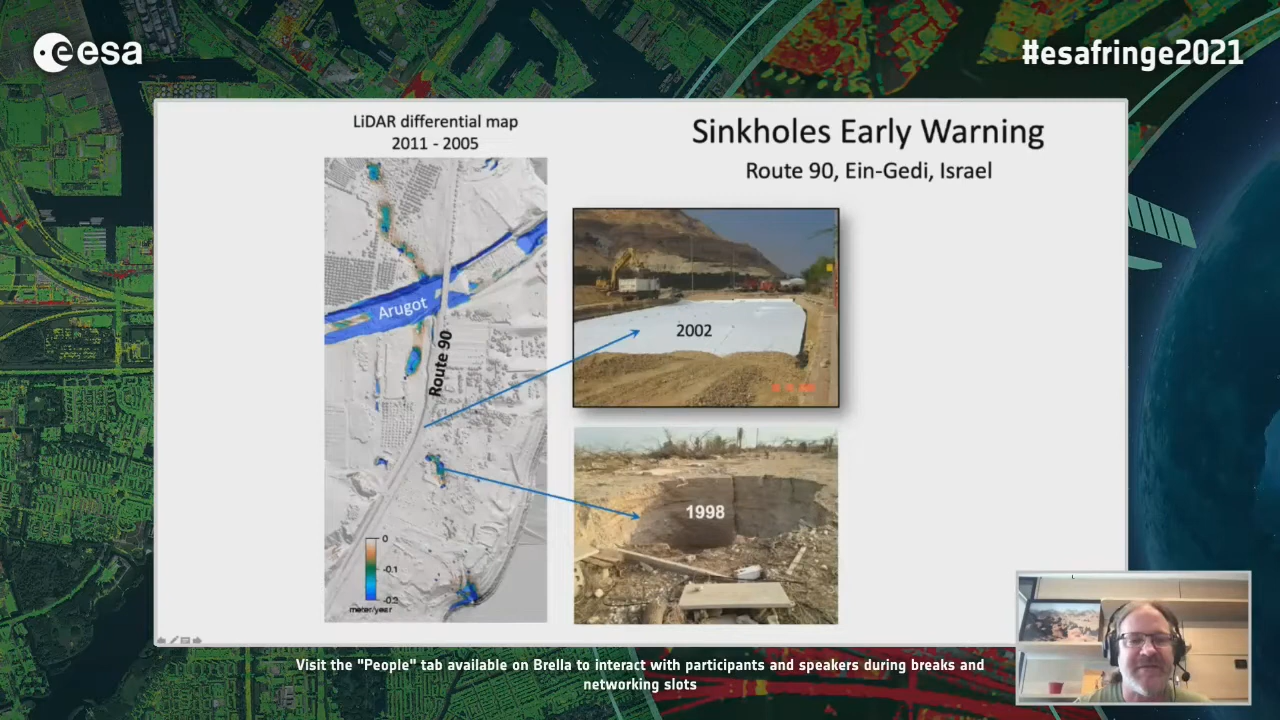 esa
#esafringe2021
LiDAR differential map
2011 - 2005
Sinkholes Early Warning
Route 90, Ein-Gedi, Israel
Arugot
Route 90
2002
1998
0
-0.1
-0.2
meter/year
Visit the "People" tab available on Brella to interact with participants and speakers during breaks and
networking slots